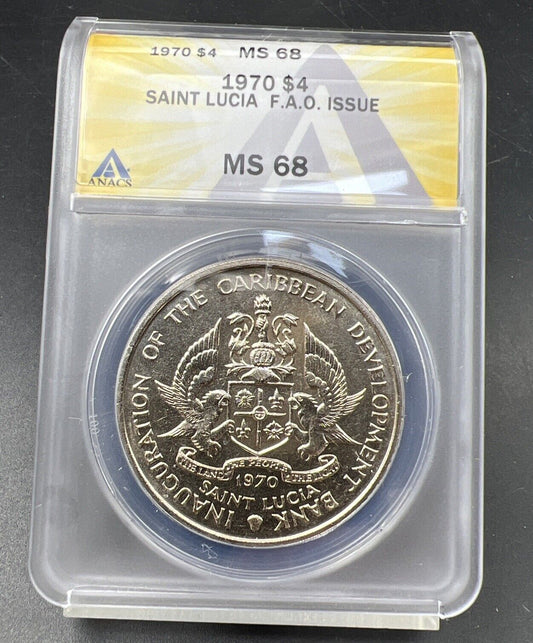 1970 $4 MS 68
1970 $4
SAINT LUCIA F.A.O. ISSUE
MS 68
ANACS
INAUGURATION OF THE CARIBBEAN DEVELOPMENT BANK
THE LAND THE PEOPLE THE LIGHT
1970
SAINT LUCIA